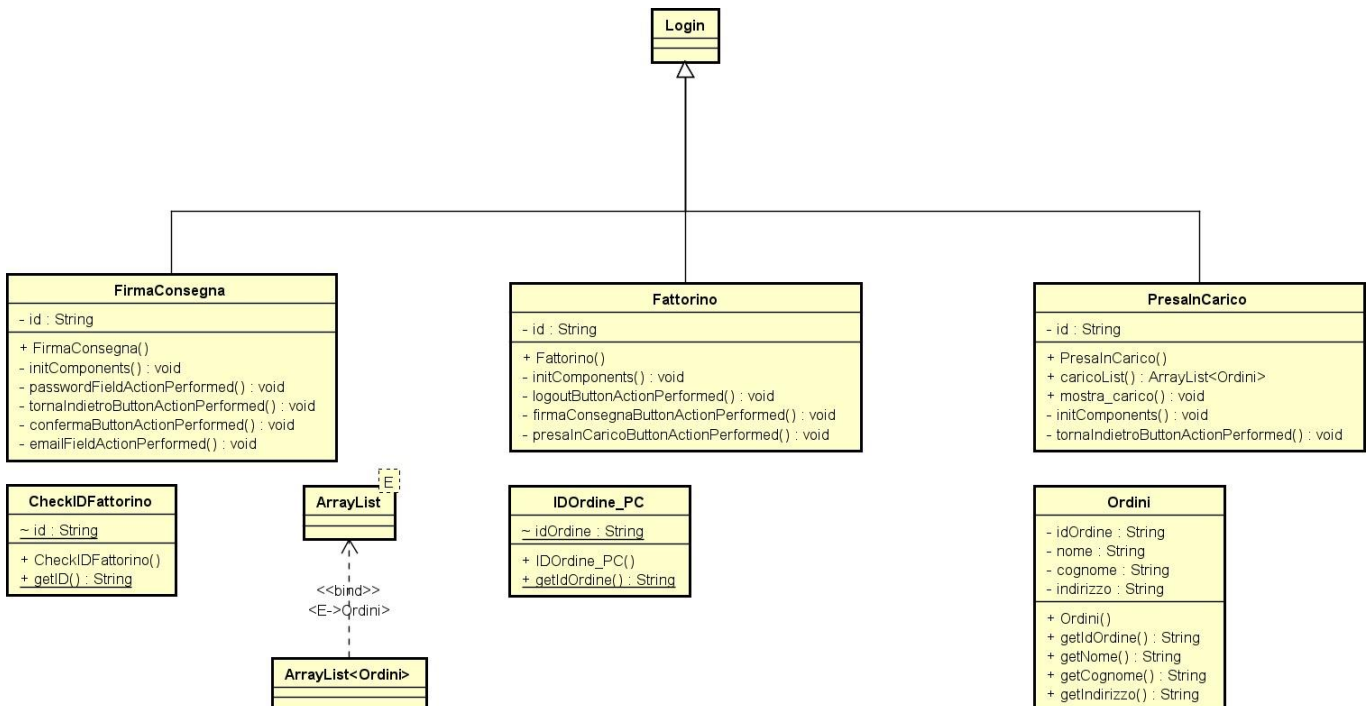 Login
FirmaConsegna
- id : String
+ FirmaConsegna()
- initComponents() : void
- passwordFieldActionPerformed() : void
- tornaIndietroButtonActionPerformed() : void
- confermaButtonActionPerformed() : void
- emailFieldActionPerformed() : void
Fattorino
- id : String
+ Fattorino()
- initComponents() : void
- logoutButtonActionPerformed() : void
- firmaConsegnaButtonActionPerformed() : void
- presaInCaricoButtonActionPerformed() : void
PresaInCarico
- id : String
+ PresaInCarico()
+ caricoList() : ArrayList<Ordini>
+ mostra_carico() : void
- initComponents() : void
- tornaIndietroButtonActionPerformed() : void
CheckIDFattorino
~ id : String
+ CheckIDFattorino()
+ getID() : String
E
ArrayList
<<bind>>
<E->Ordini>
ArrayList<Ordini>
IDOrdine_PC
~ idOrdine : String
+ IDOrdine_PC()
+ getIdOrdine() : String
Ordini
- idOrdine : String
- nome : String
- cognome : String
- indirizzo : String
+ Ordini()
+ getIdOrdine() : String
+ getNome() : String
+ getCognome() : String
+ getIndirizzo() : String